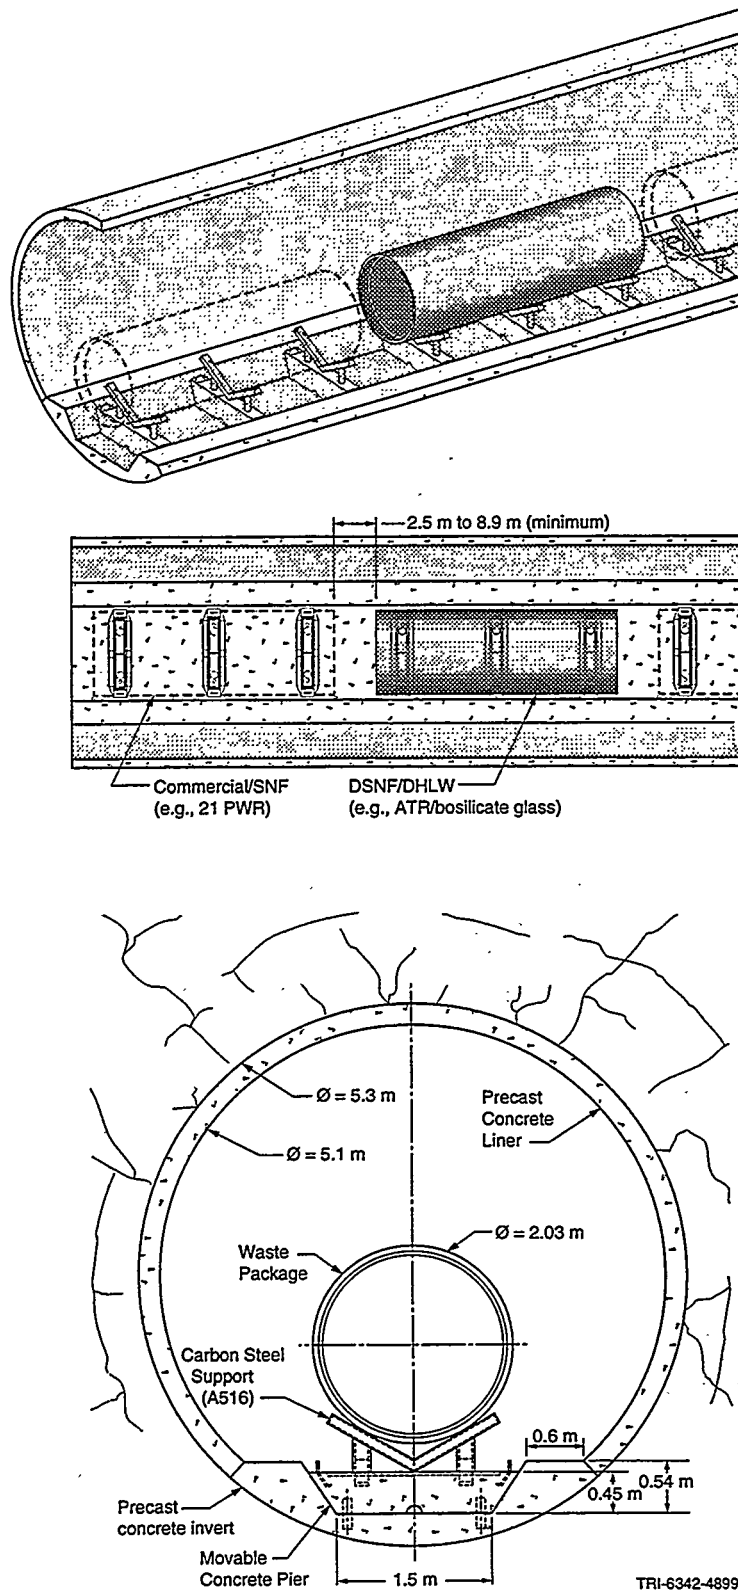 2.5 m to 8.9 m (minimum)
Commercial/SNF
(e.g., 21 PWR)
DSNF/DHLW
(e.g., ATR/bosilicate glass)
Ø = 5.3 m
Ø = 5.1 m
Precast
Concrete
Liner
Ø = 2.03 m
Waste
Package
Carbon Steel
Support
(A516)
0.6 m
0.54 m
0.45 m
Precast
concrete invert
Movable
Concrete Pier
1.5 m
TRI-6342-4899